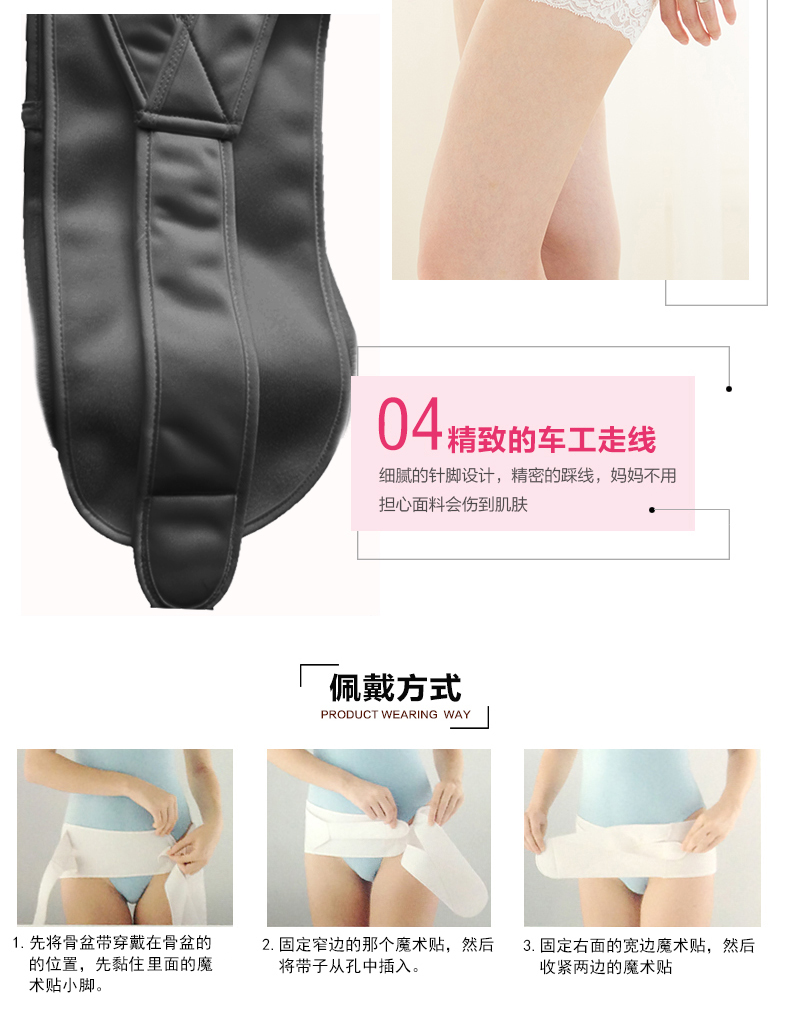 04 精致的车工走线
细腻的针脚设计，精密的踩线，妈妈不用
担心面料会伤到肌肤
佩戴方式
PRODUCT WEARING WAY
1. 先将骨盆带穿戴在骨盆的
的位置，先黏住里面的魔
术贴小脚。
2. 固定窄边的那个魔术贴，然后
将带子从孔中插入。
3. 固定右面的宽边魔术贴，然后
收紧两边的魔术贴